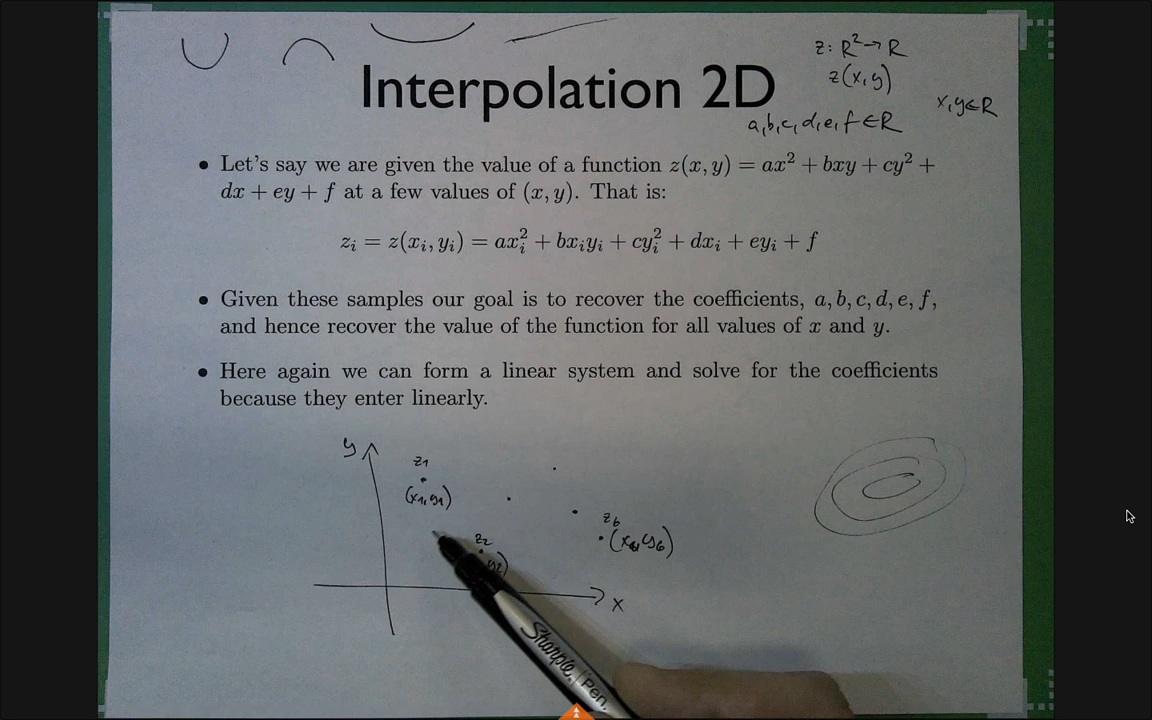 z: R² → R
Interpolation 2D
z(x,y)
x,y∈R
a,b,c,d,e,f ∈R
• Let's say we are given the value of a function z(x, y) = ax² + bxy + cy² +
dx + ey + f at a few values of (x, y). That is:
zᵢ = z(xᵢ, yᵢ) = axᵢ² + bxᵢyᵢ + cyᵢ² + dxᵢ + eyᵢ + f
• Given these samples our goal is to recover the coefficients, a, b, c, d, e, f,
and hence recover the value of the function for all values of x and y.
• Here again we can form a linear system and solve for the coefficients
because they enter linearly.
y
z₁
(x₁,y₁)
z₆
(x₆,y₆)
z₂
y₂)
x
Sharpie. Pen.